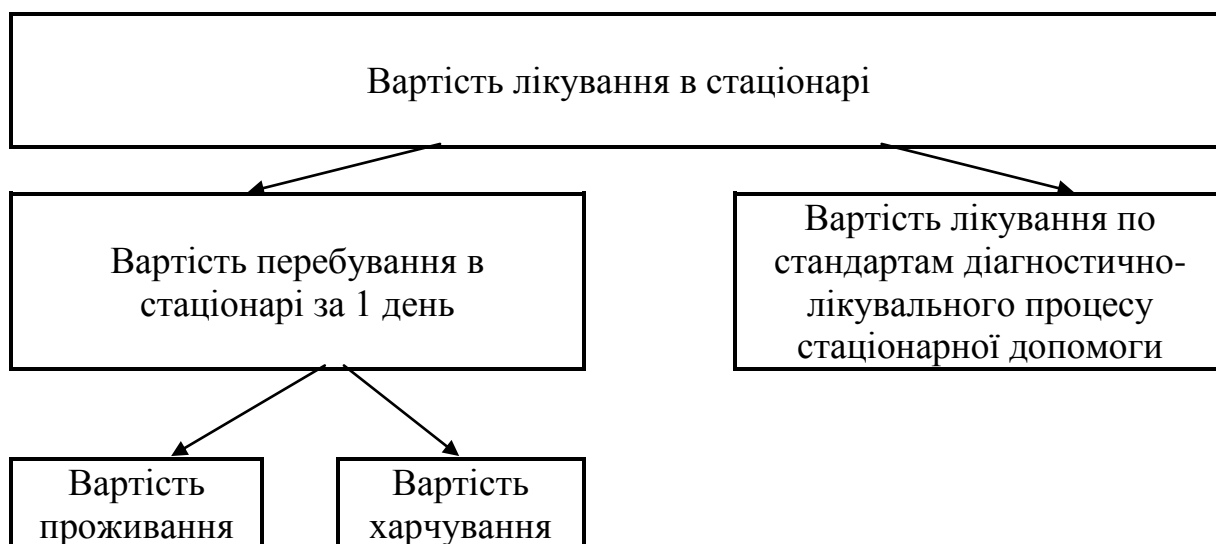 Вартість лікування в стаціонарі
Вартість перебування в
стаціонарі за 1 день
Вартість лікування по
стандартам діагностично-
лікувального процесу
стаціонарної допомоги
Вартість
проживання
Вартість
харчування